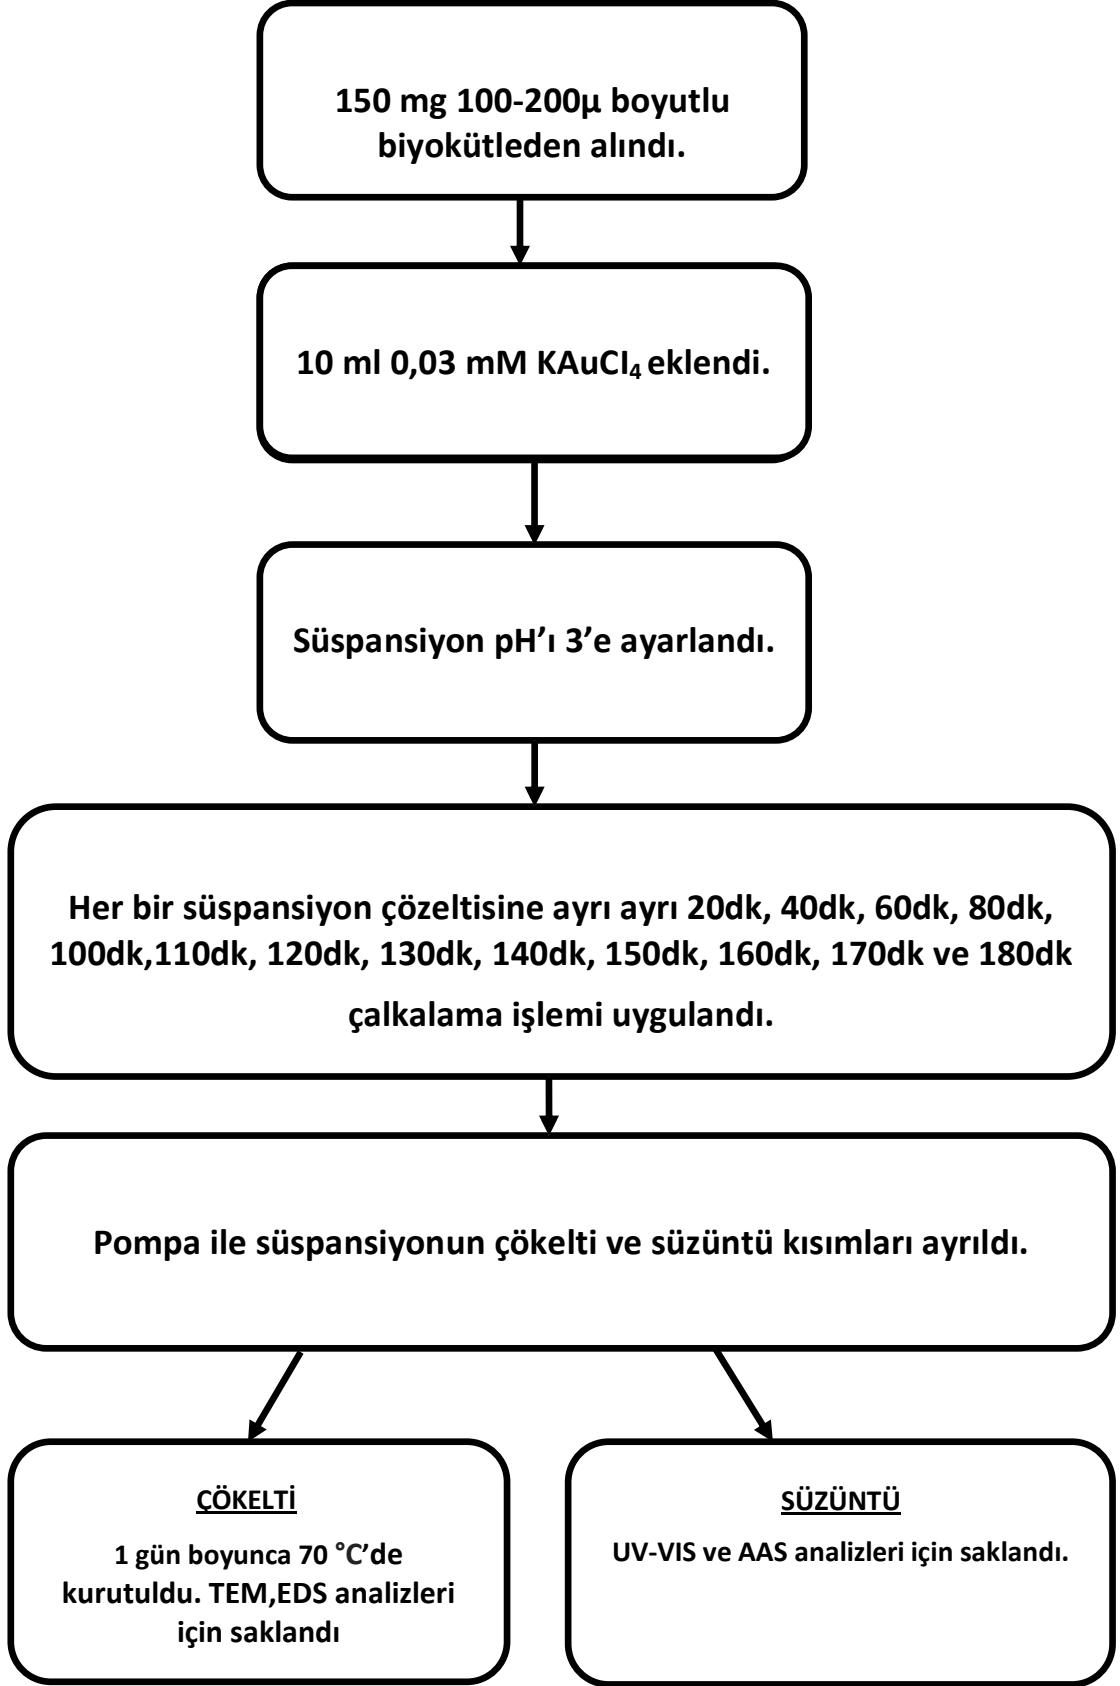 150 mg 100-200µ boyutlu
biyokütleden alındı.
10 ml 0,03 mM KAuCI₄ eklendi.
Süspansiyon pH’ı 3’e ayarlandı.
Her bir süspansiyon çözeltisine ayrı ayrı 20dk, 40dk, 60dk, 80dk,
100dk,110dk, 120dk, 130dk, 140dk, 150dk, 160dk, 170dk ve 180dk
çalkalama işlemi uygulandı.
Pompa ile süspansiyonun çökelti ve süzüntü kısımları ayrıldı.
ÇÖKELTİ
1 gün boyunca 70 °C’de
kurutuldu. TEM,EDS analizleri
için saklandı
SÜZÜNTÜ
UV-VIS ve AAS analizleri için saklandı.